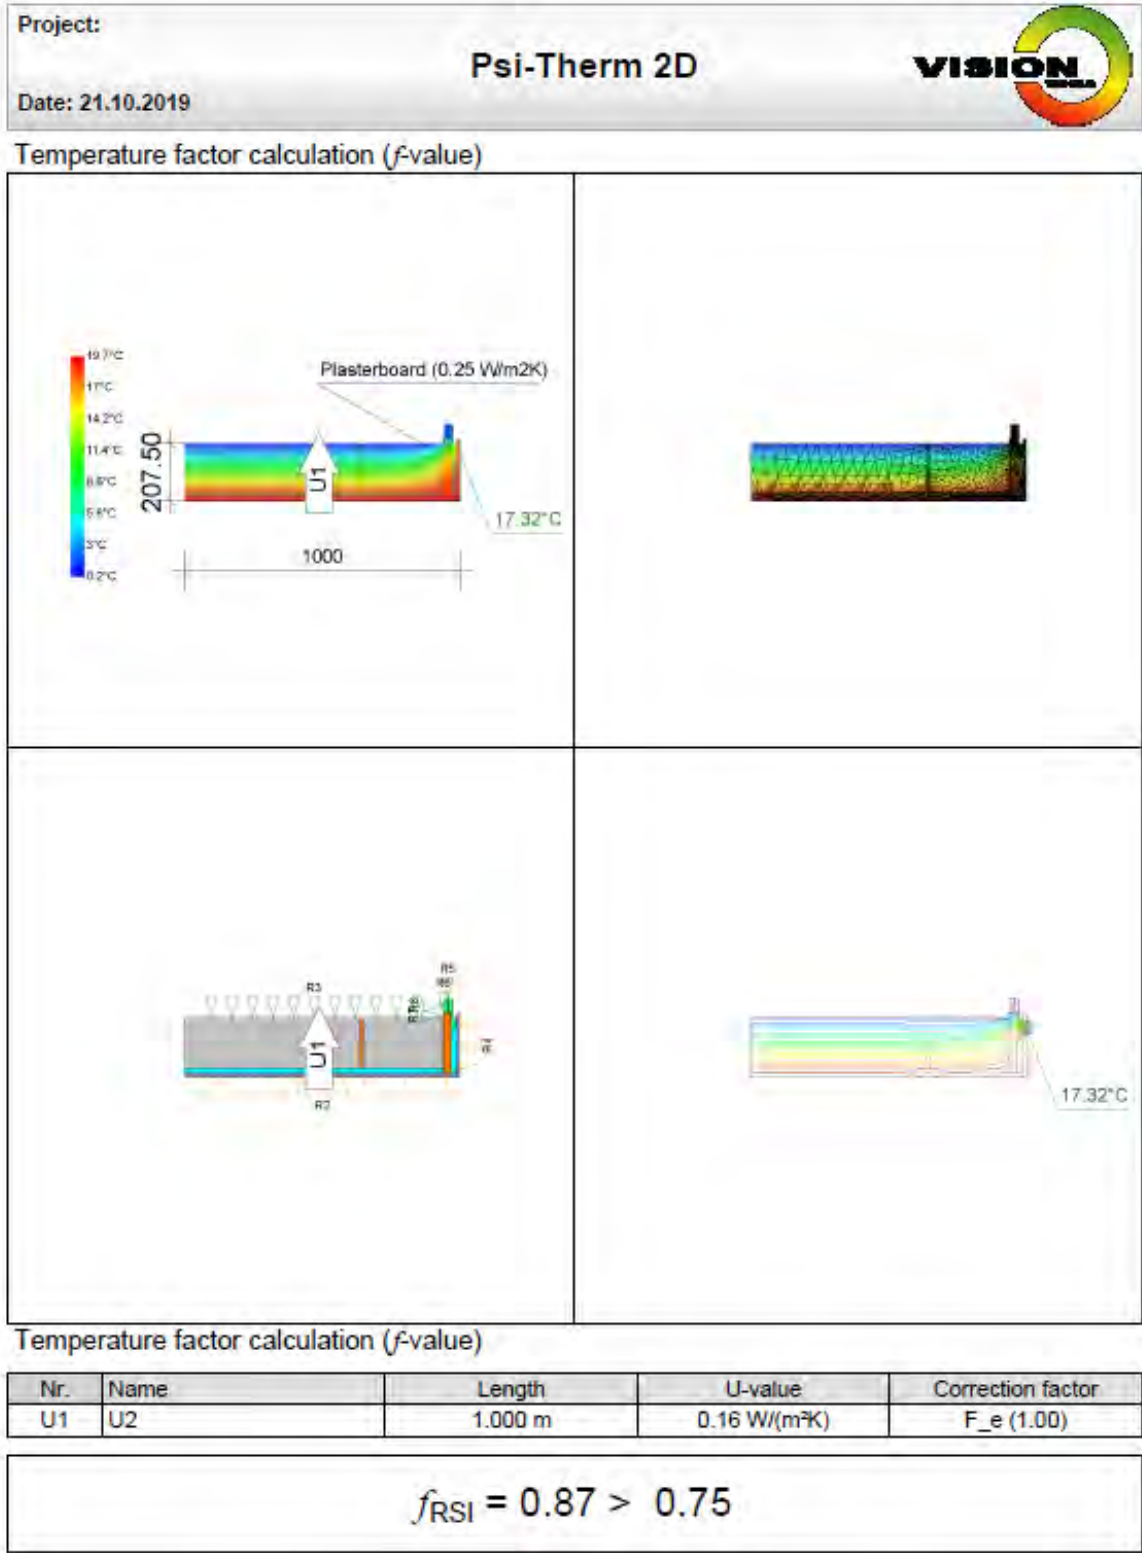 Project:
Psi-Therm 2D
VISION
Date: 21.10.2019
Temperature factor calculation (f-value)
19.7°C
17°C
14.2°C
11.4°C
8.6°C
5.8°C
3°C
0.2°C
Plasterboard (0.25 W/m2K)
207.50
U1
17.32°C
1000
R5
R3
U1
R4
R2
17.32°C
Temperature factor calculation (f-value)
Nr. Name Length U-value Correction factor
U1 U2 1.000 m 0.16 W/(m²K) F_e (1.00)
fRSI = 0.87 > 0.75